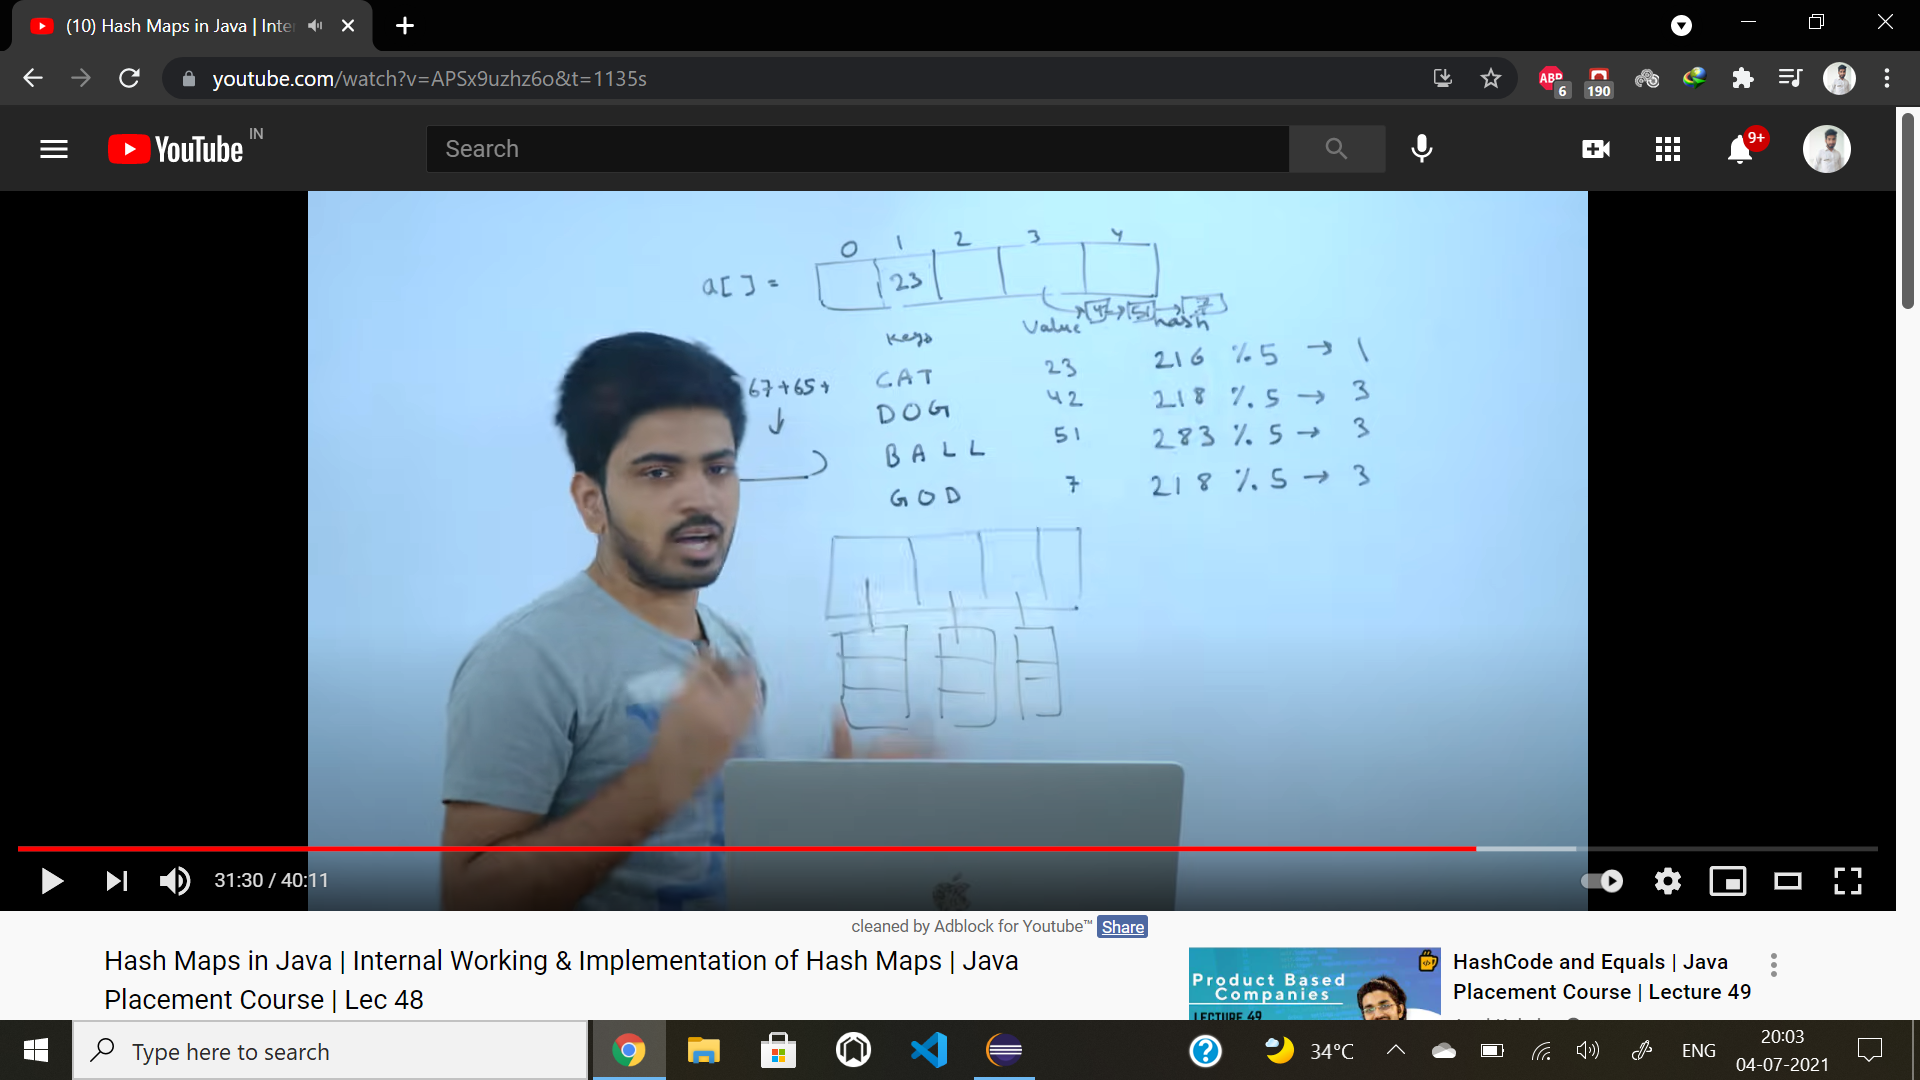 (10) Hash Maps in Java | Inte
youtube.com/watch?v=APSx9uzhz6o&t=1135s
ABP
6
190
YouTube IN
Search
9+
0 1 2 3 4
a[] = 23
42 51 7
Keys Value hash
67+65+
CAT 23 216 % 5 → 1
DOG 42 218 % 5 → 3
BALL 51 283 % 5 → 3
GOD 7 218 % 5 → 3
31:30 / 40:11
cleaned by Adblock for Youtube™ Share
Hash Maps in Java | Internal Working & Implementation of Hash Maps | Java
Placement Course | Lec 48
Product Based
Companies
LECTURE 49
HashCode and Equals | Java
Placement Course | Lecture 49
Type here to search
34°C
ENG
20:03
04-07-2021